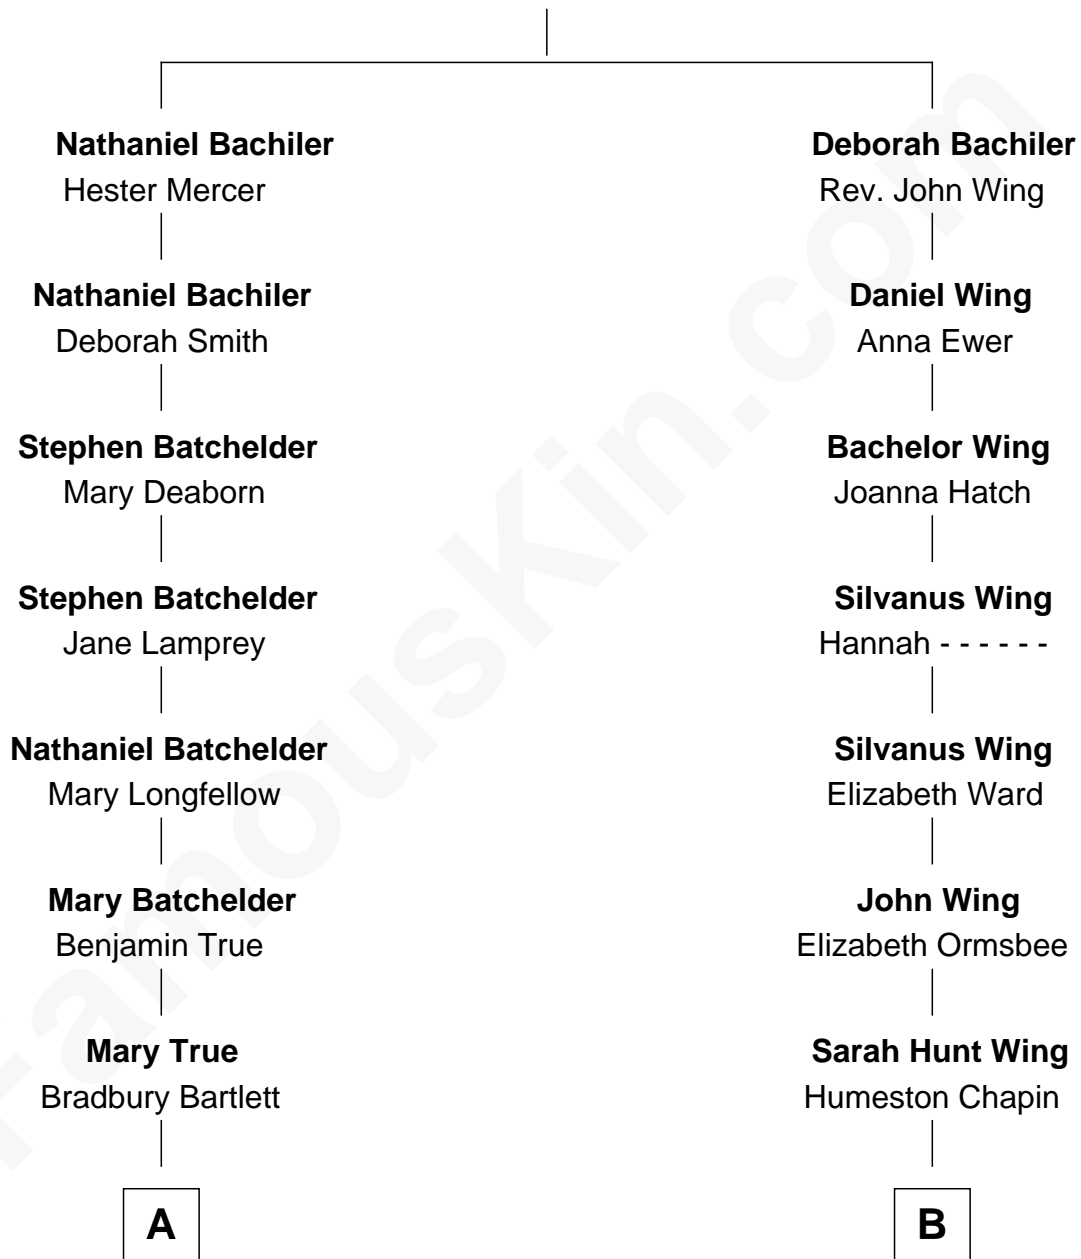 Nathaniel Bachiler
Hester Mercer
Nathaniel Bachiler
Deborah Smith
Stephen Batchelder
Mary Deaborn
Stephen Batchelder
Jane Lamprey
Nathaniel Batchelder
Mary Longfellow
Mary Batchelder
Benjamin True
Mary True
Bradbury Bartlett
A
Deborah Bachiler
Rev. John Wing
Daniel Wing
Anna Ewer
Bachelor Wing
Joanna Hatch
Silvanus Wing
Hannah - - - - - -
Silvanus Wing
Elizabeth Ward
John Wing
Elizabeth Ormsbee
Sarah Hunt Wing
Humeston Chapin
B
FamousKin.com